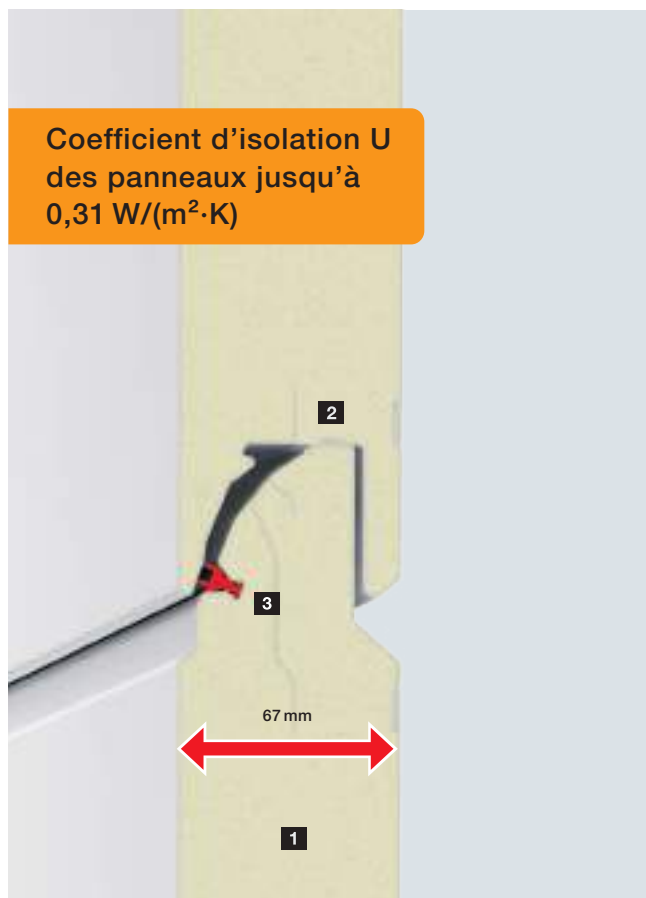 Coefficient d’isolation U
des panneaux jusqu’à
0,31 W/(m²·K)
2
3
67 mm
1